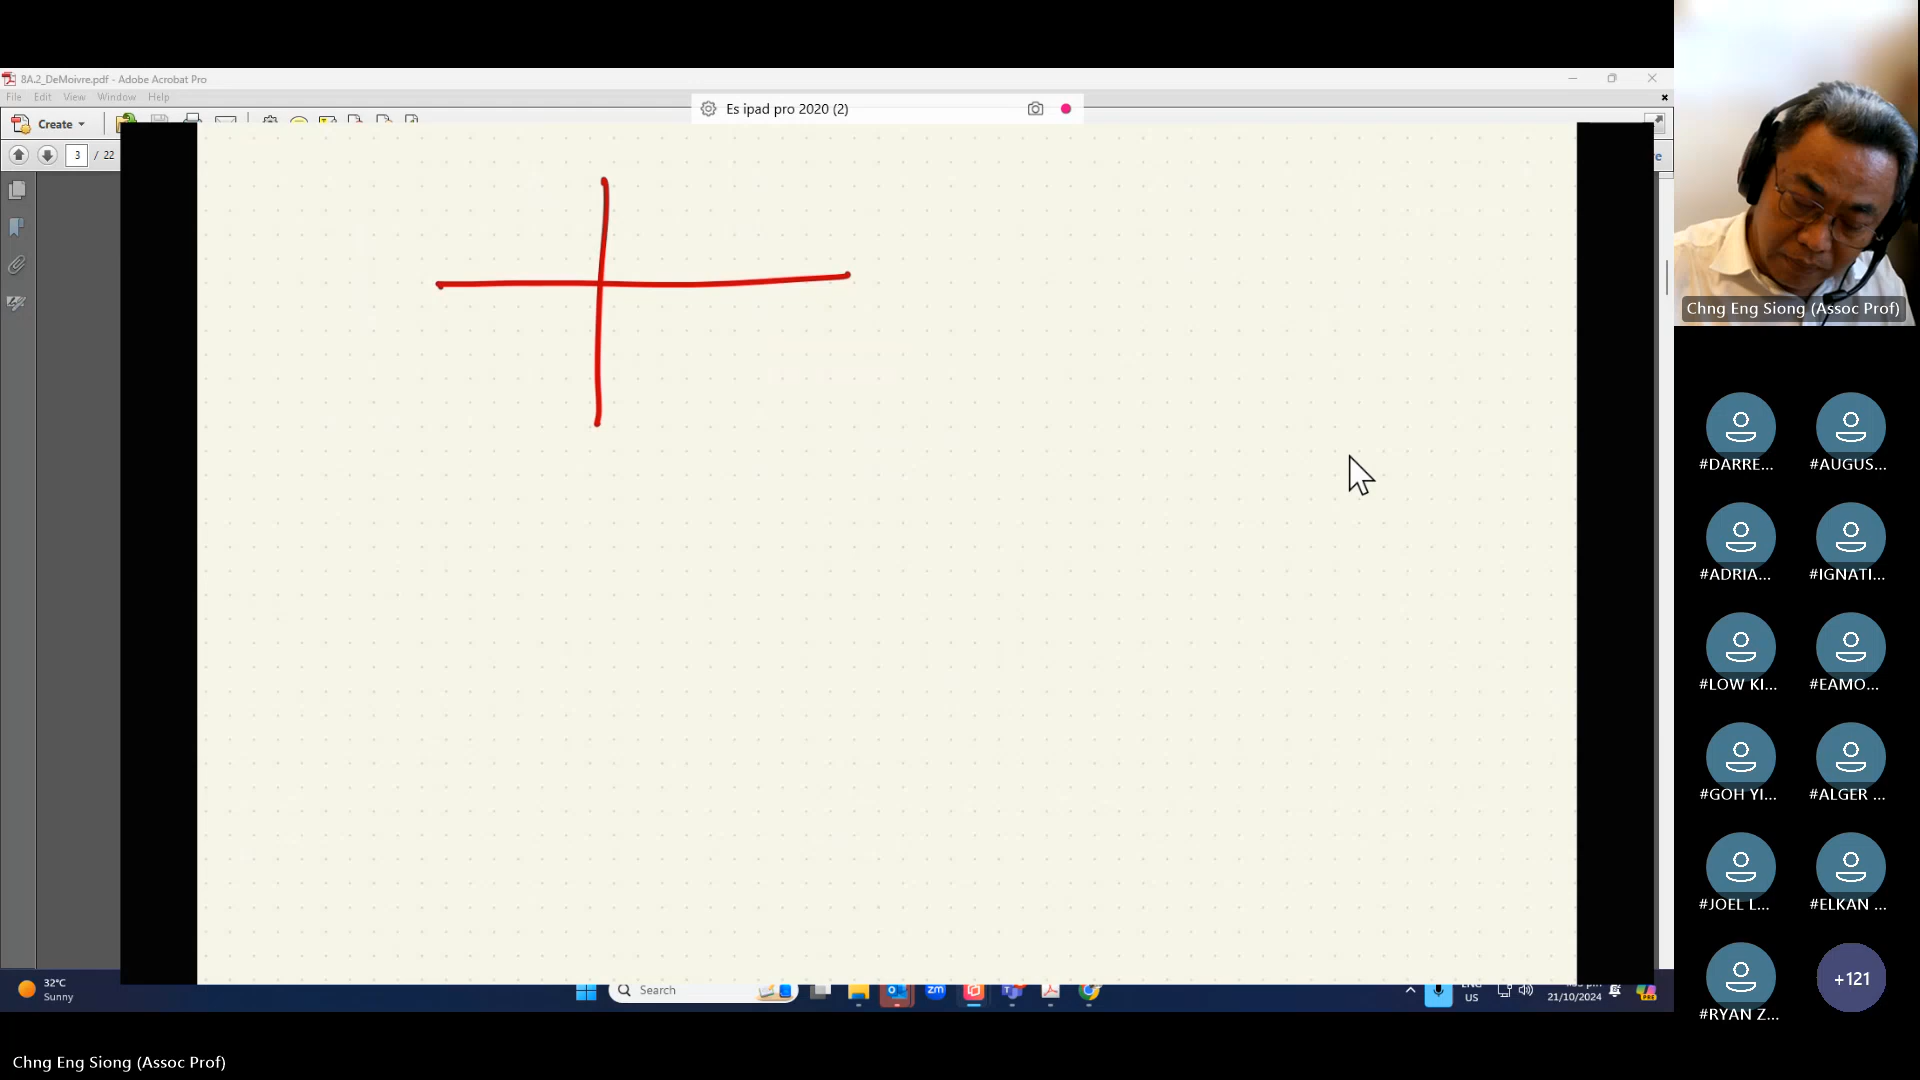 8A.2_DeMoivre.pdf - Adobe Acrobat Pro
File Edit View Window Help
Es ipad pro 2020 (2)
Create
3 / 22
Chng Eng Siong (Assoc Prof)
#DARRE... #AUGUS...
#ADRIA... #IGNATI...
#LOW KI... #EAMO...
#GOH YI... #ALGER ...
#JOEL L... #ELKAN ...
#RYAN Z... +121
32°C
Sunny
Search
zm
US
21/10/2024
PRE
Chng Eng Siong (Assoc Prof)